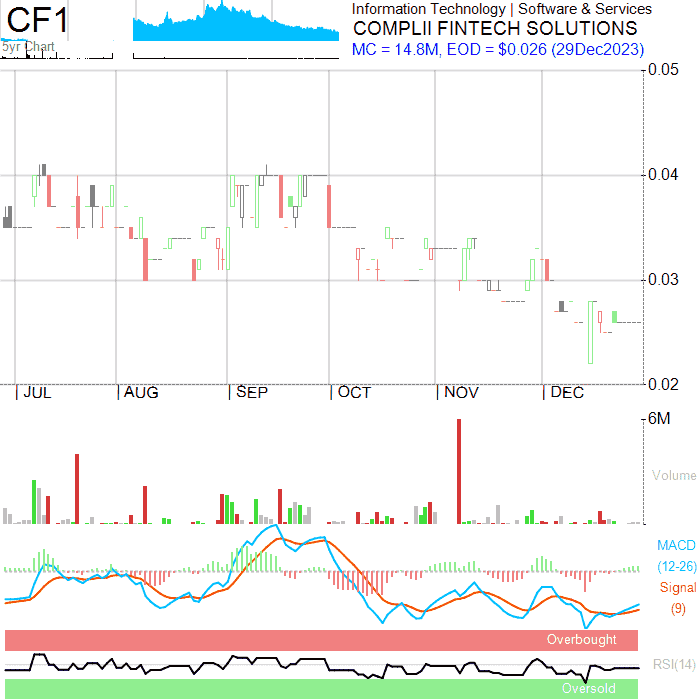 CF1
5yr Chart
Information Technology | Software & Services
COMPLII FINTECH SOLUTIONS
MC = 14.8M, EOD = $0.026 (29Dec2023)
0.05
0.04
0.03
0.02
JUL
AUG
SEP
OCT
NOV
DEC
6M
Volume
MACD
(12-26)
Signal
(9)
Overbought
RSI(14)
Oversold